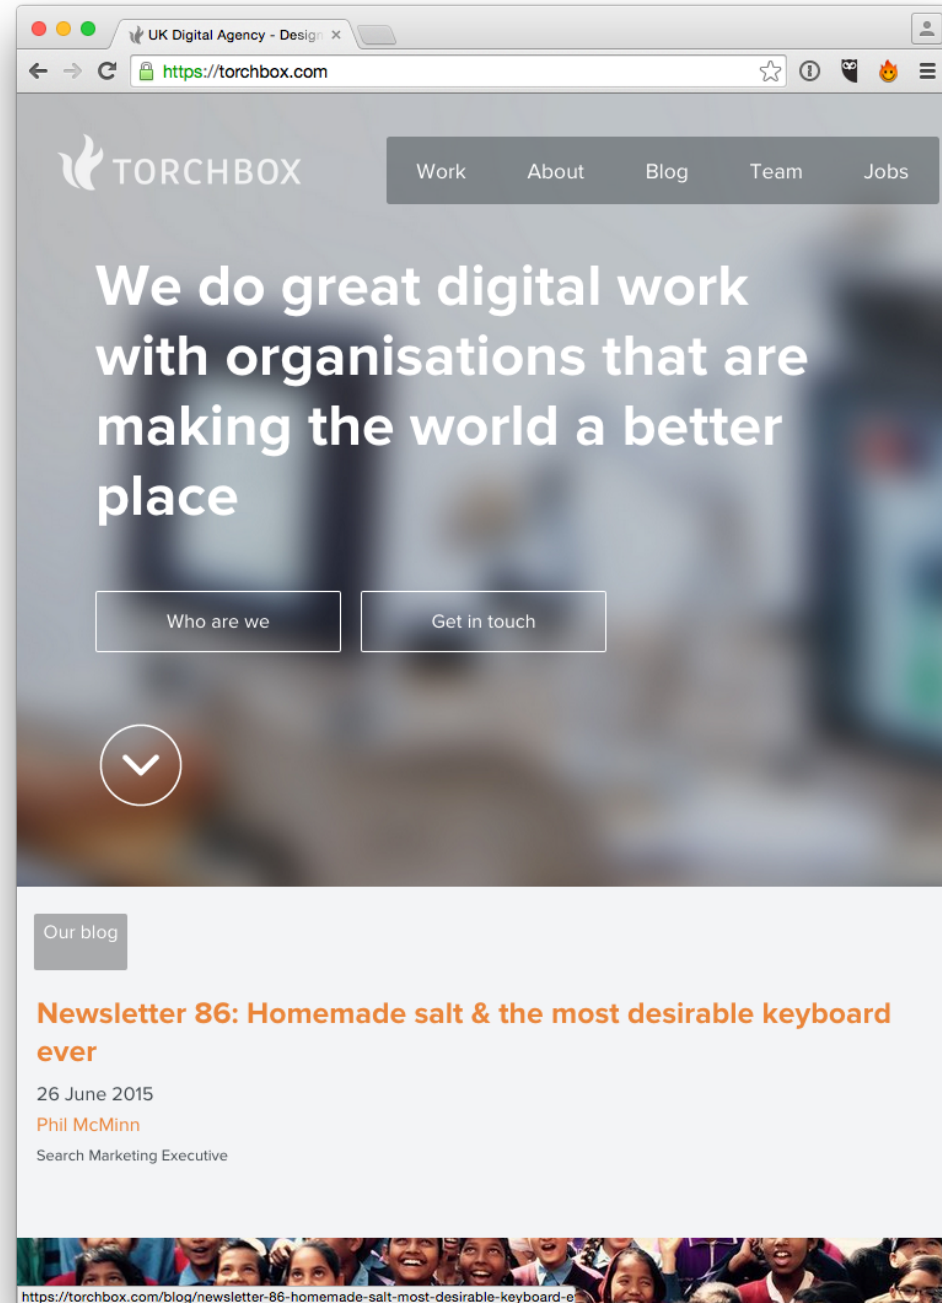 UK Digital Agency - Design
https://torchbox.com
TORCHBOX
Work About Blog Team Jobs
We do great digital work
with organisations that are
making the world a better
place
Who are we
Get in touch
Our blog
Newsletter 86: Homemade salt & the most desirable keyboard
ever
26 June 2015
Phil McMinn
Search Marketing Executive
https://torchbox.com/blog/newsletter-86-homemade-salt-most-desirable-keyboard-e